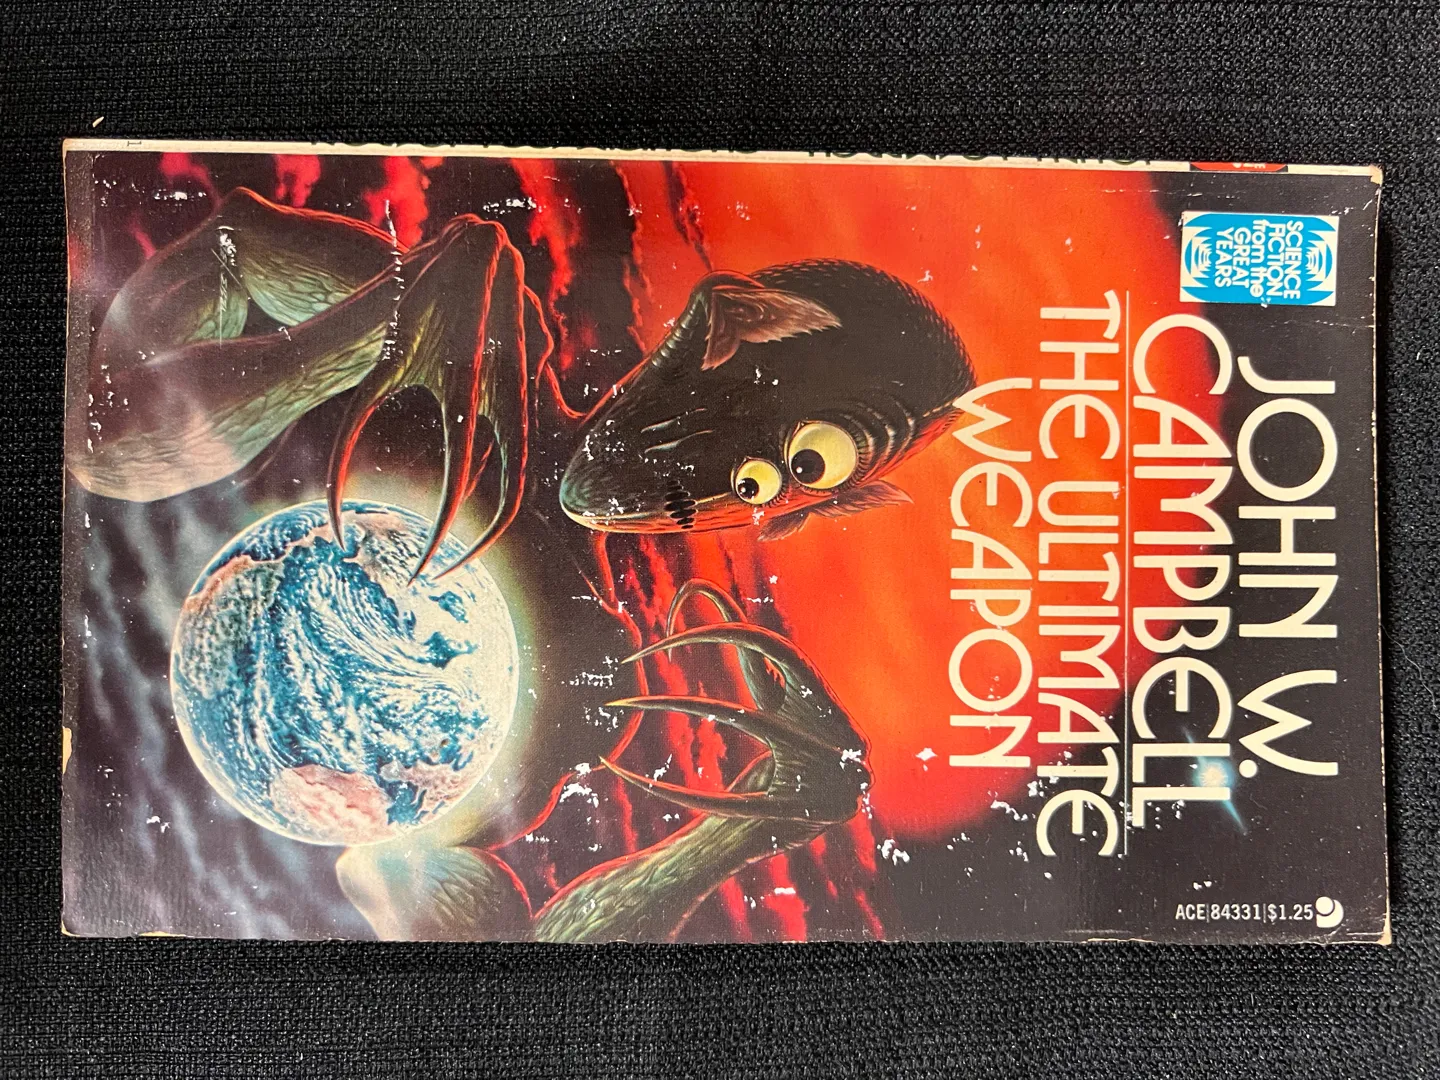 SCIENCE
FICTION
from the
GREAT
YEARS
ACE|84331|$1.25
JOHN W.
CAMPBELL
THE ULTIMATE
WEAPON